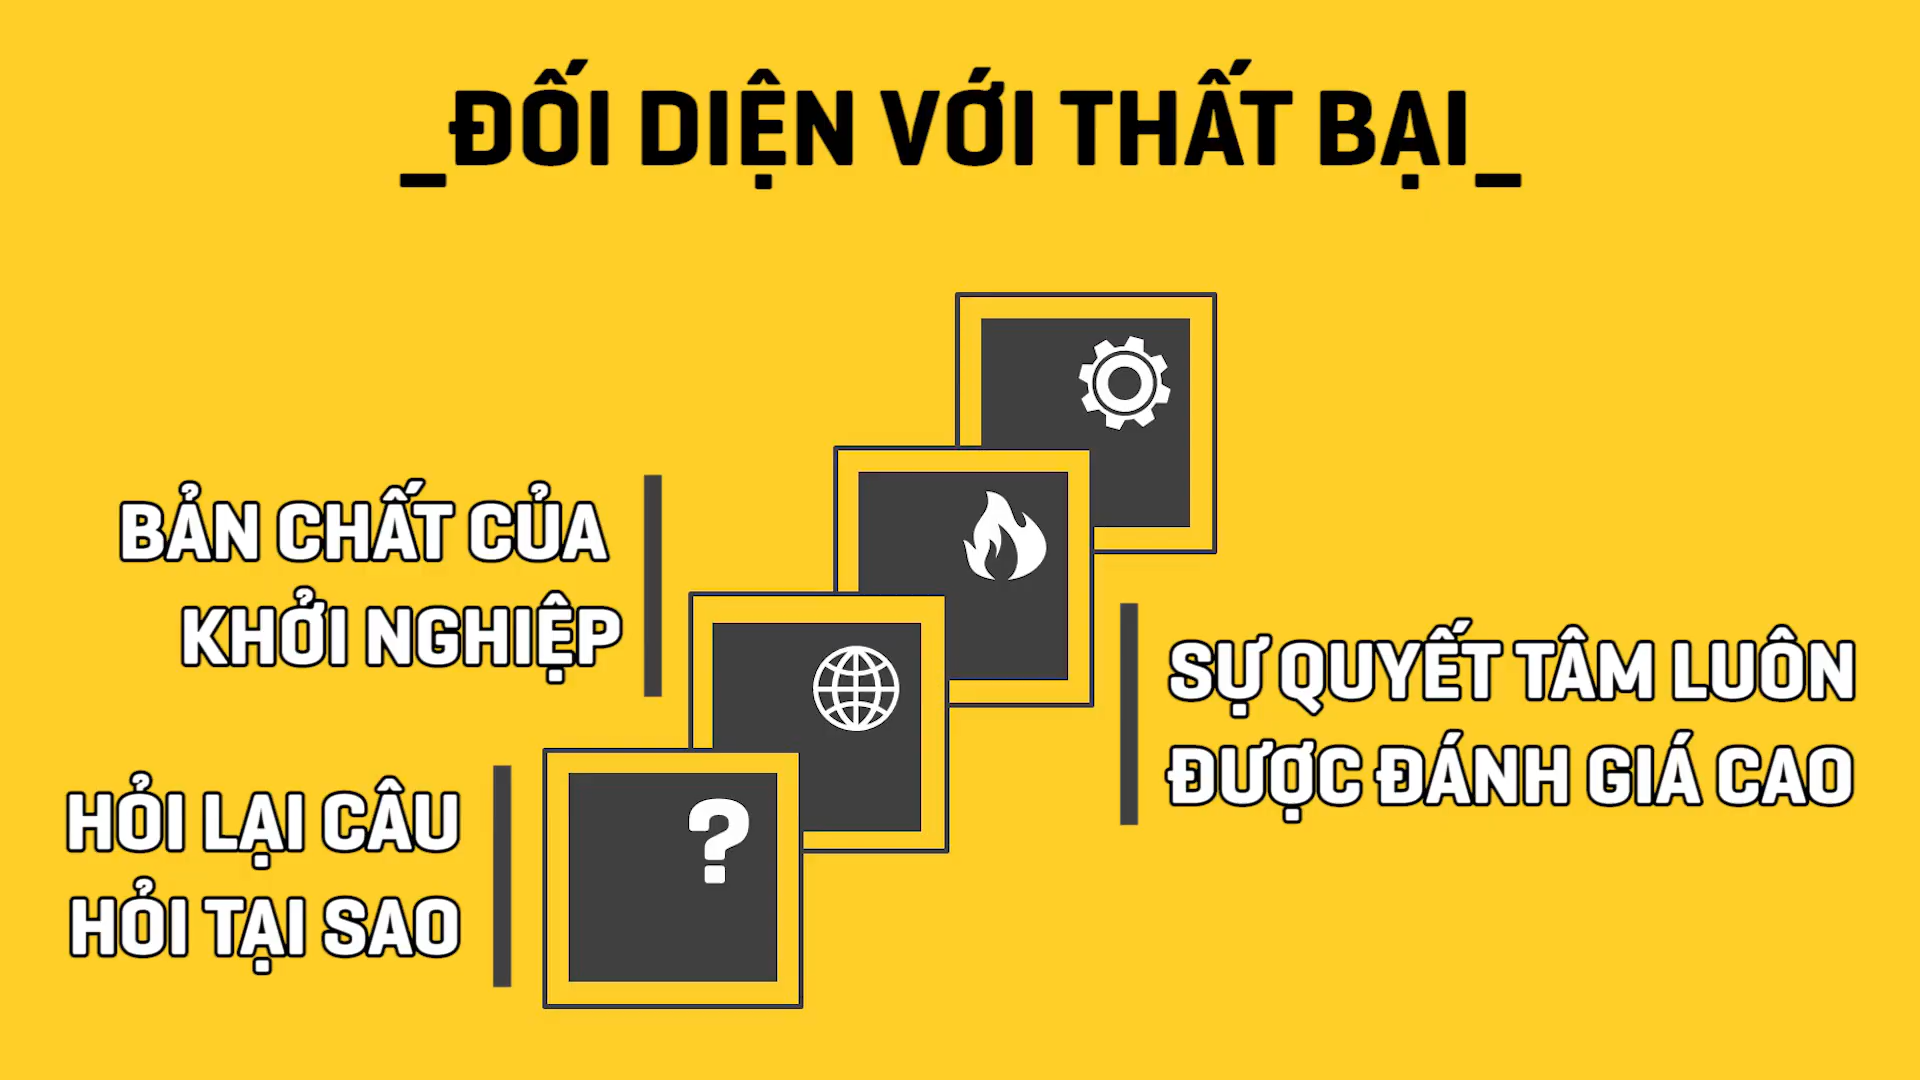 _ĐỐI DIỆN VỚI THẤT BẠI_
BẢN CHẤT CỦA
KHỞI NGHIỆP
SỰ QUYẾT TÂM LUÔN
ĐƯỢC ĐÁNH GIÁ CAO
HỎI LẠI CÂU
HỎI TẠI SAO
?